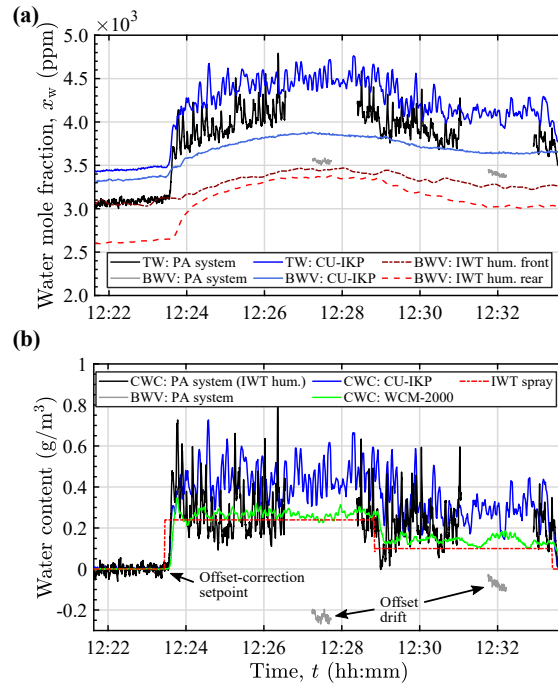 (a)
× 10³
5.0
4.5
4.0
3.5
3.0
2.5
2.0
Water mole fraction, x_w (ppm)
TW: PA system
TW: CU-IKP
BWV: IWT hum. front
BWV: PA system
BWV: CU-IKP
BWV: IWT hum. rear
12:22 12:24 12:26 12:28 12:30 12:32
(b)
1
0.8
0.6
0.4
0.2
0
-0.2
Water content (g/m³)
CWC: PA system (IWT hum.)
CWC: CU-IKP
IWT spray
BWV: PA system
CWC: WCM-2000
Offset-correction
setpoint
Offset
drift
12:22 12:24 12:26 12:28 12:30 12:32
Time, t (hh:mm)